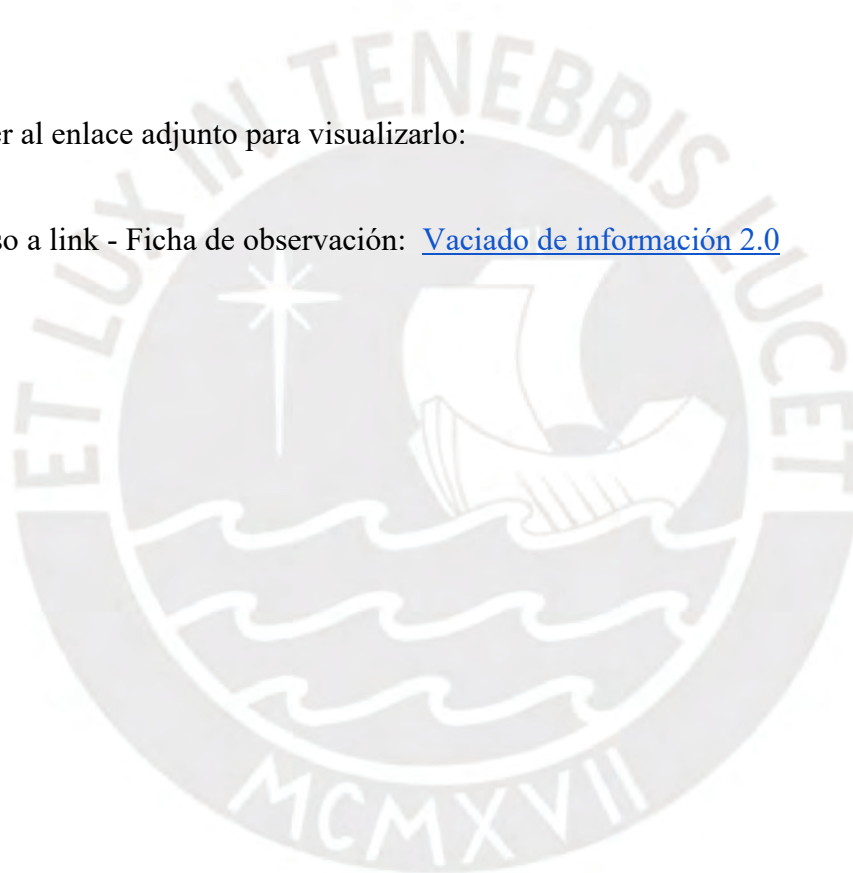 er al enlace adjunto para visualizarlo:
so a link - Ficha de observación: Vaciado de información 2.0
ET LUX IN TENEBRIS LUCET
MCMXVII